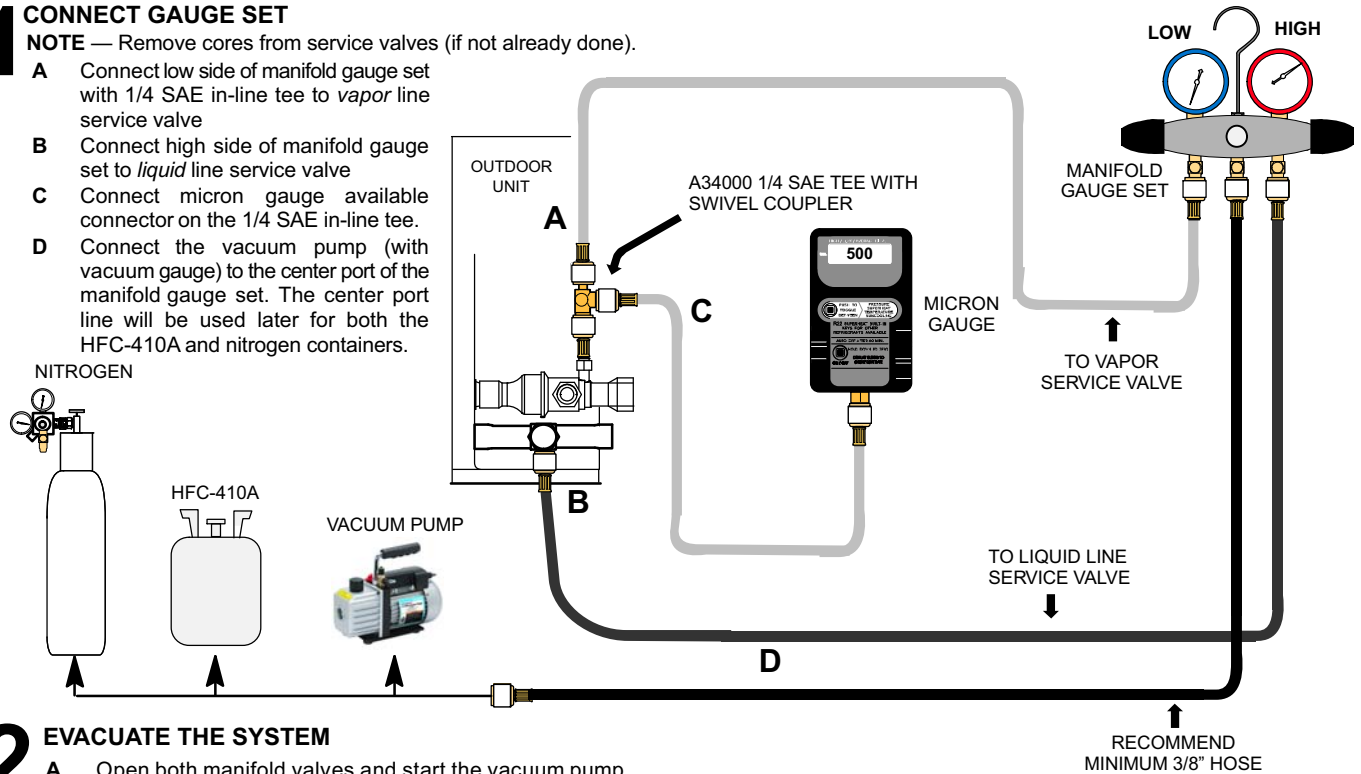 1 CONNECT GAUGE SET
NOTE — Remove cores from service valves (if not already done).
A Connect low side of manifold gauge set
with 1/4 SAE in-line tee to vapor line
service valve
B Connect high side of manifold gauge
set to liquid line service valve
C Connect micron gauge available
connector on the 1/4 SAE in-line tee.
D Connect the vacuum pump (with
vacuum gauge) to the center port of the
manifold gauge set. The center port
line will be used later for both the
HFC-410A and nitrogen containers.
LOW
HIGH
MANIFOLD
GAUGE SET
OUTDOOR
UNIT
A
A34000 1/4 SAE TEE WITH
SWIVEL COUPLER
500
C
MICRON
GAUGE
TO VAPOR
SERVICE VALVE
NITROGEN
HFC-410A
VACUUM PUMP
B
TO LIQUID LINE
SERVICE VALVE
D
RECOMMEND
MINIMUM 3/8” HOSE
2 EVACUATE THE SYSTEM
A Open both manifold valves and start the vacuum pump